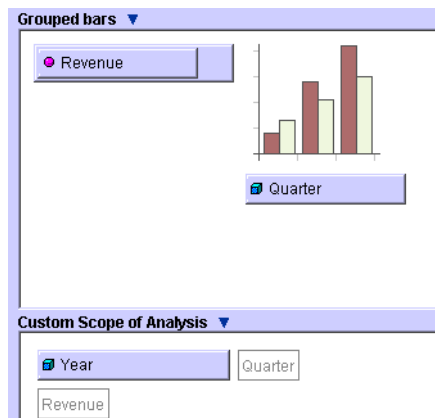 Grouped bars
Revenue
Quarter
Custom Scope of Analysis
Year
Quarter
Revenue